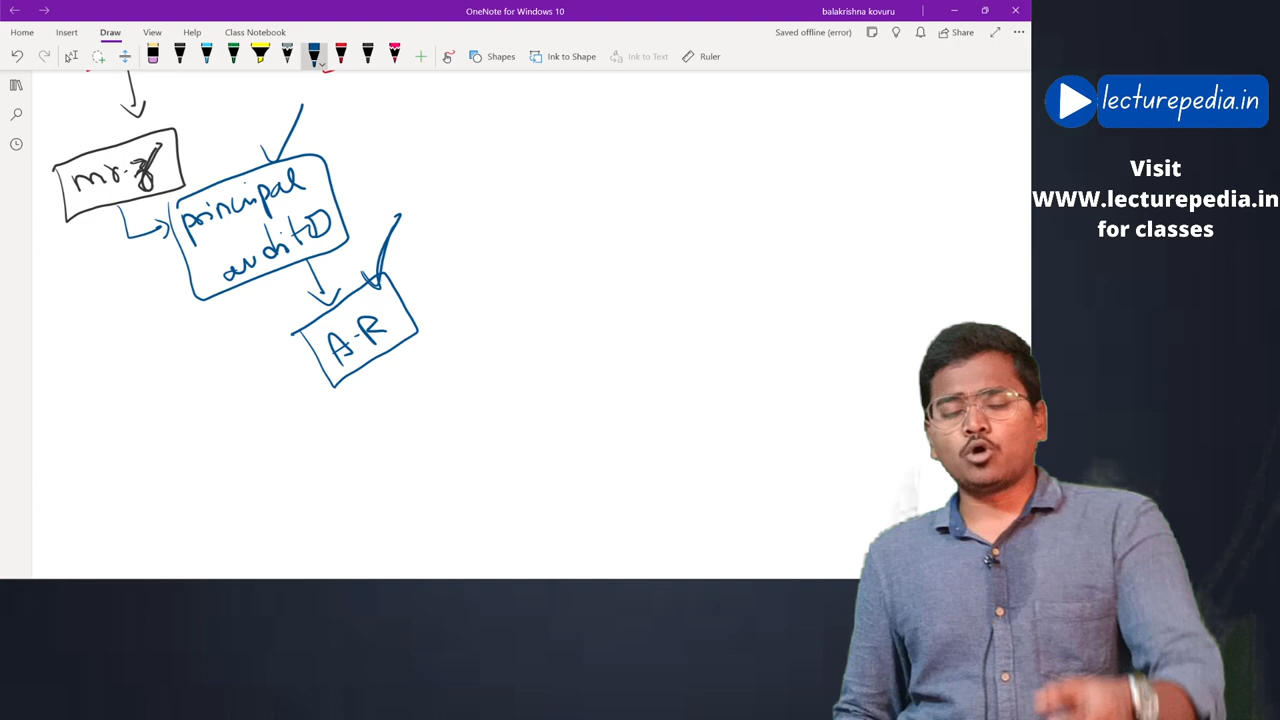 OneNote for Windows 10
balakrishna kovuru
Home Insert Draw View Help Class Notebook
Saved offline (error)
Share
Shapes
Ink to Shape
Ink to Text
Ruler
mr. z
principal
auditor
A-R
lecturepedia.in
Visit
WWW.lecturepedia.in
for classes